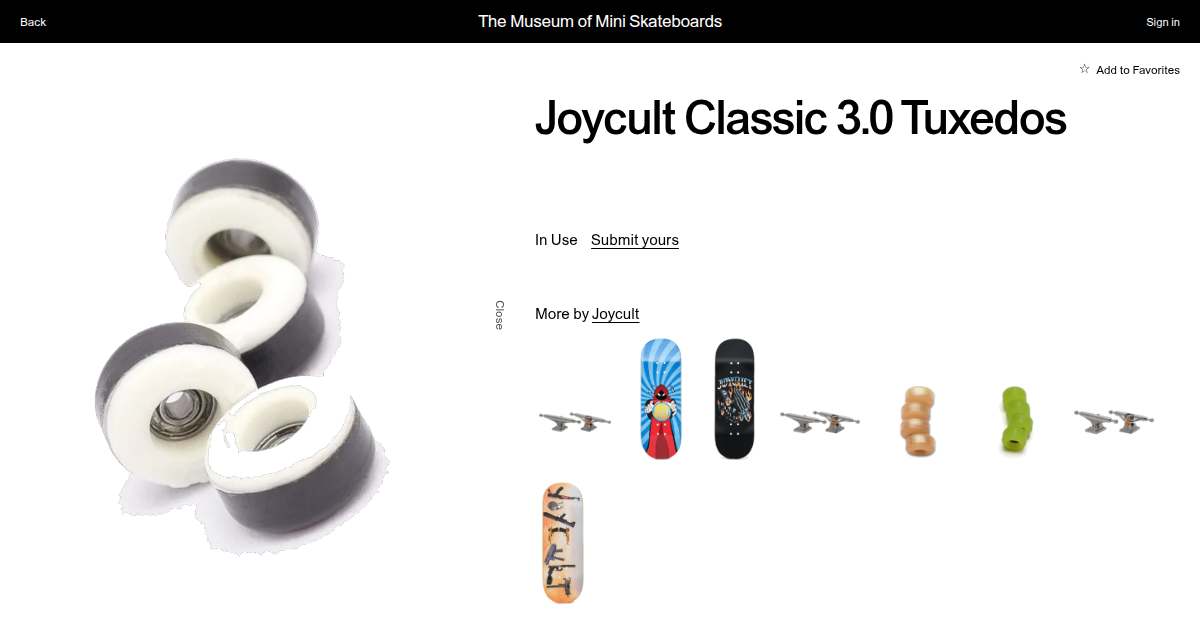 Back
The Museum of Mini Skateboards
Sign in
☆ Add to Favorites
Joycult Classic 3.0 Tuxedos
In Use Submit yours
Close
More by Joycult
JOYCULT